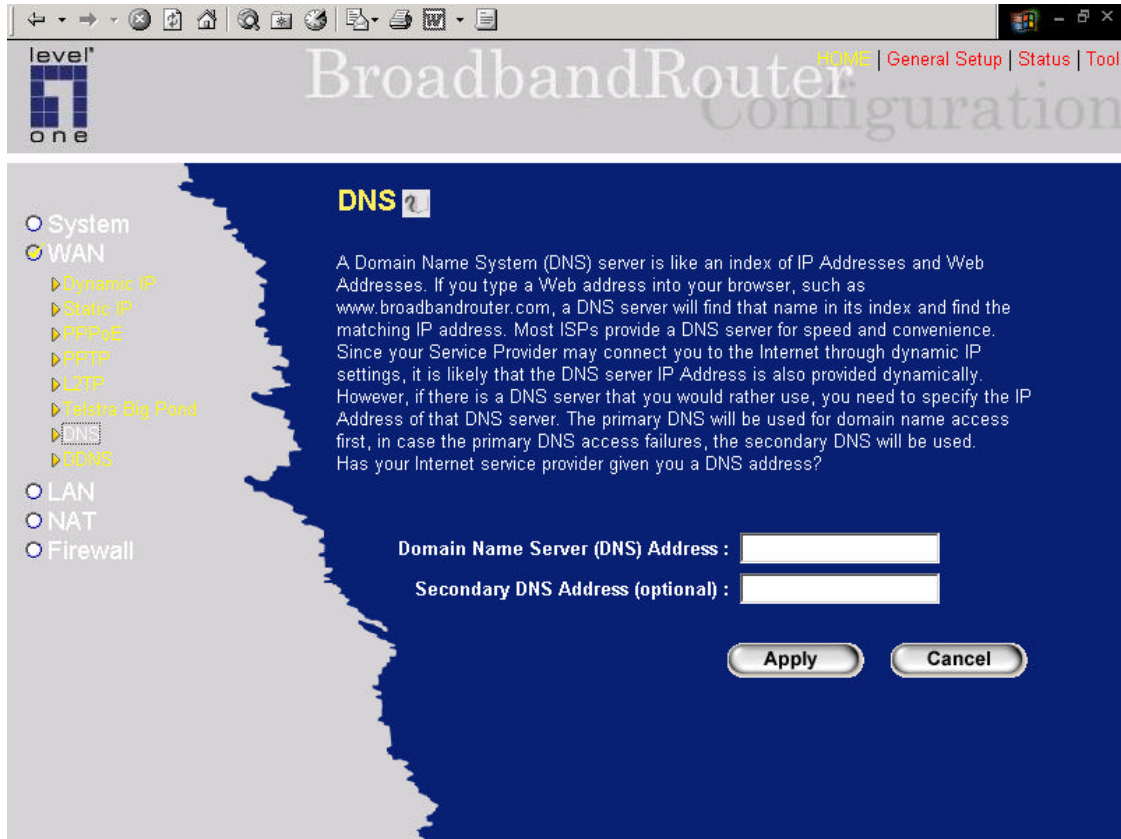 level*
one
BroadbandRouter
Configuration
HOME | General Setup | Status | Tool
System
WAN
Dynamic IP
Static IP
PPPoE
PPTP
L2TP
Telstra Big Pond
DNS
DDNS
LAN
NAT
Firewall
DNS
A Domain Name System (DNS) server is like an index of IP Addresses and Web
Addresses. If you type a Web address into your browser, such as
www.broadbandrouter.com, a DNS server will find that name in its index and find the
matching IP address. Most ISPs provide a DNS server for speed and convenience.
Since your Service Provider may connect you to the Internet through dynamic IP
settings, it is likely that the DNS server IP Address is also provided dynamically.
However, if there is a DNS server that you would rather use, you need to specify the IP
Address of that DNS server. The primary DNS will be used for domain name access
first, in case the primary DNS access failures, the secondary DNS will be used.
Has your Internet service provider given you a DNS address?
Domain Name Server (DNS) Address :
Secondary DNS Address (optional) :
Apply
Cancel